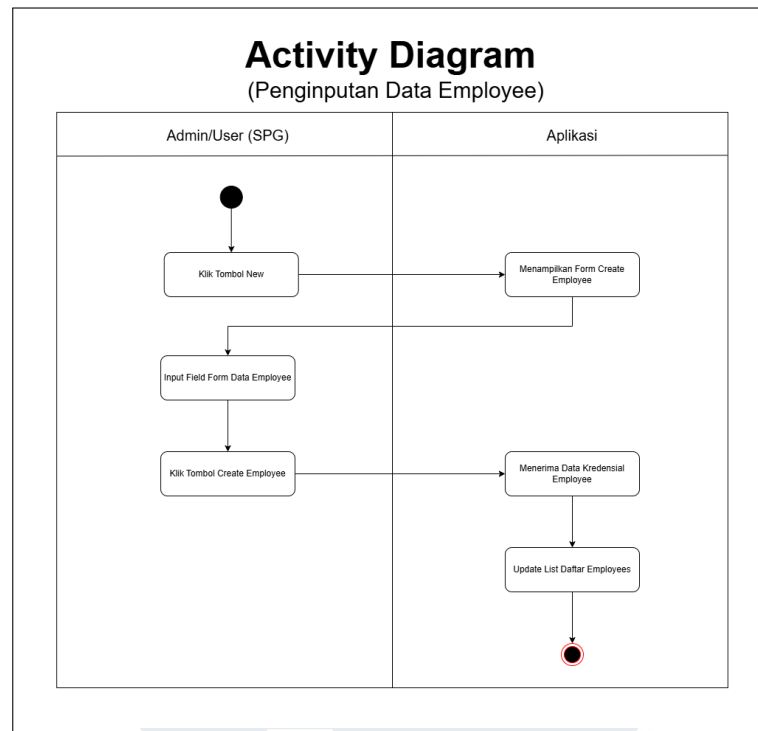 Activity Diagram
(Penginputan Data Employee)
Admin/User (SPG)
Aplikasi
Klik Tombol New
Menampilkan Form Create
Employee
Input Field Form Data Employee
Klik Tombol Create Employee
Menerima Data Kredensial
Employee
Update List Daftar Employees